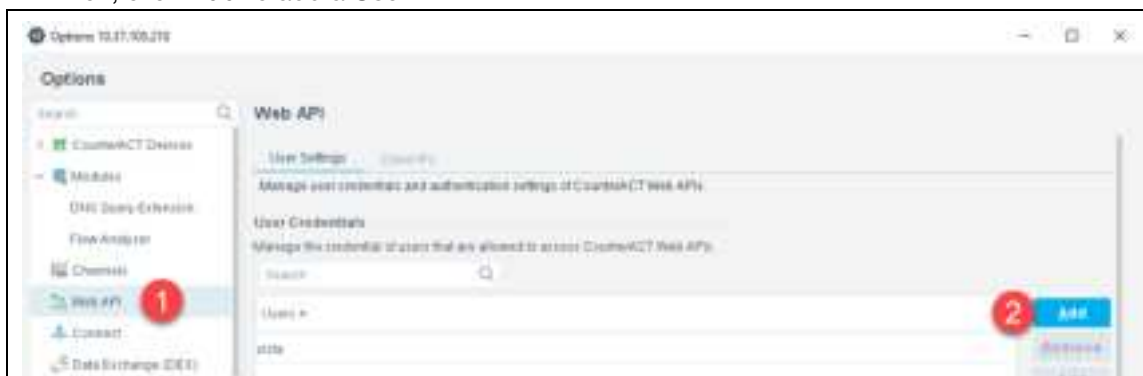 Options
Options
Web API
CounterACT Devices
User Settings
Modules
Manage user credentials and authentication settings of CounterACT Web APIs.
DNS Query Extension
User Credentials
Flow Analyzer
Manage the credential of users that are allowed to access CounterACT Web APIs.
Channels
Search
Web API
1
Users
2
Add
Connect
Remove
Data Exchange (DEX)